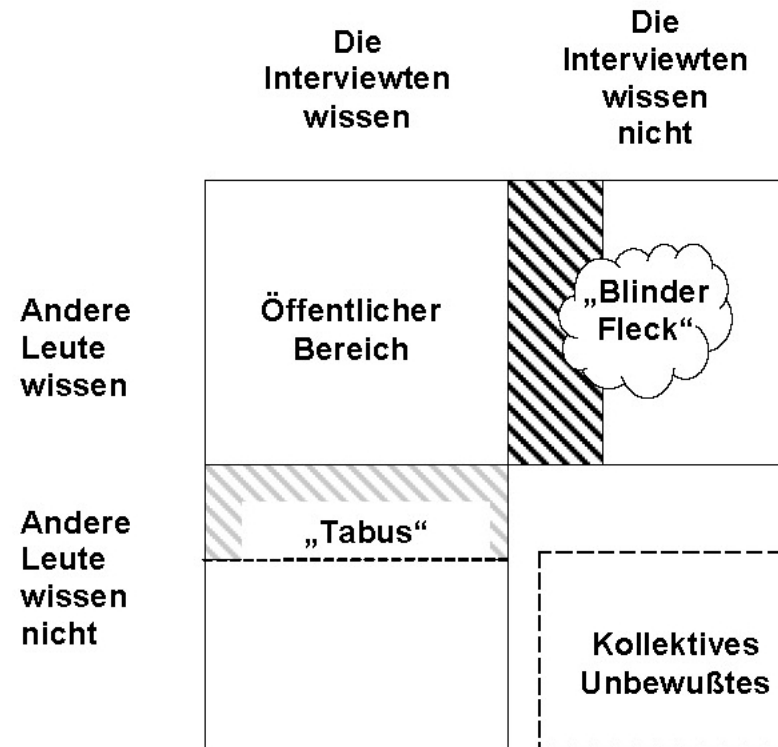 Die
Interviewten
wissen
Die
Interviewten
wissen
nicht
Andere
Leute
wissen
Öffentlicher
Bereich
„Blinder
Fleck“
Andere
Leute
wissen
nicht
„Tabus“
Kollektives
Unbewußtes